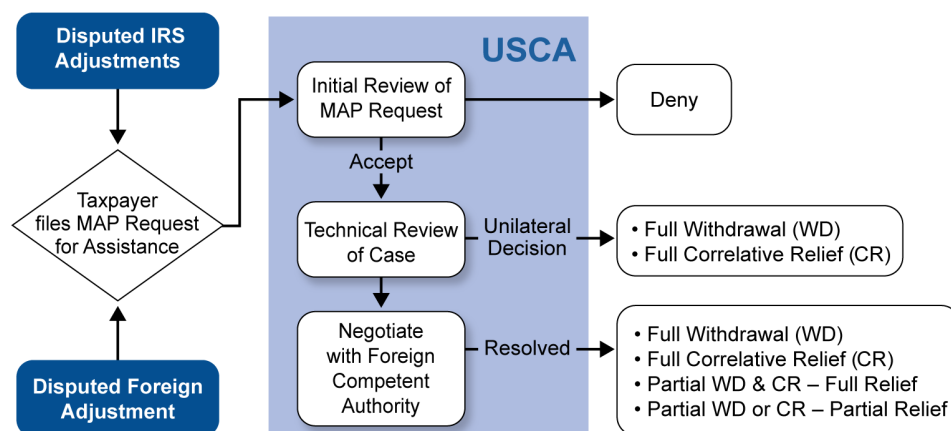 Disputed IRS
Adjustments
USCA
Initial Review of
MAP Request
Deny
Accept
Taxpayer
files MAP Request
for Assistance
Technical Review
of Case
Unilateral
Decision
• Full Withdrawal (WD)
• Full Correlative Relief (CR)
Negotiate
with Foreign
Competent
Authority
Resolved
• Full Withdrawal (WD)
• Full Correlative Relief (CR)
• Partial WD & CR – Full Relief
• Partial WD or CR – Partial Relief
Disputed Foreign
Adjustment